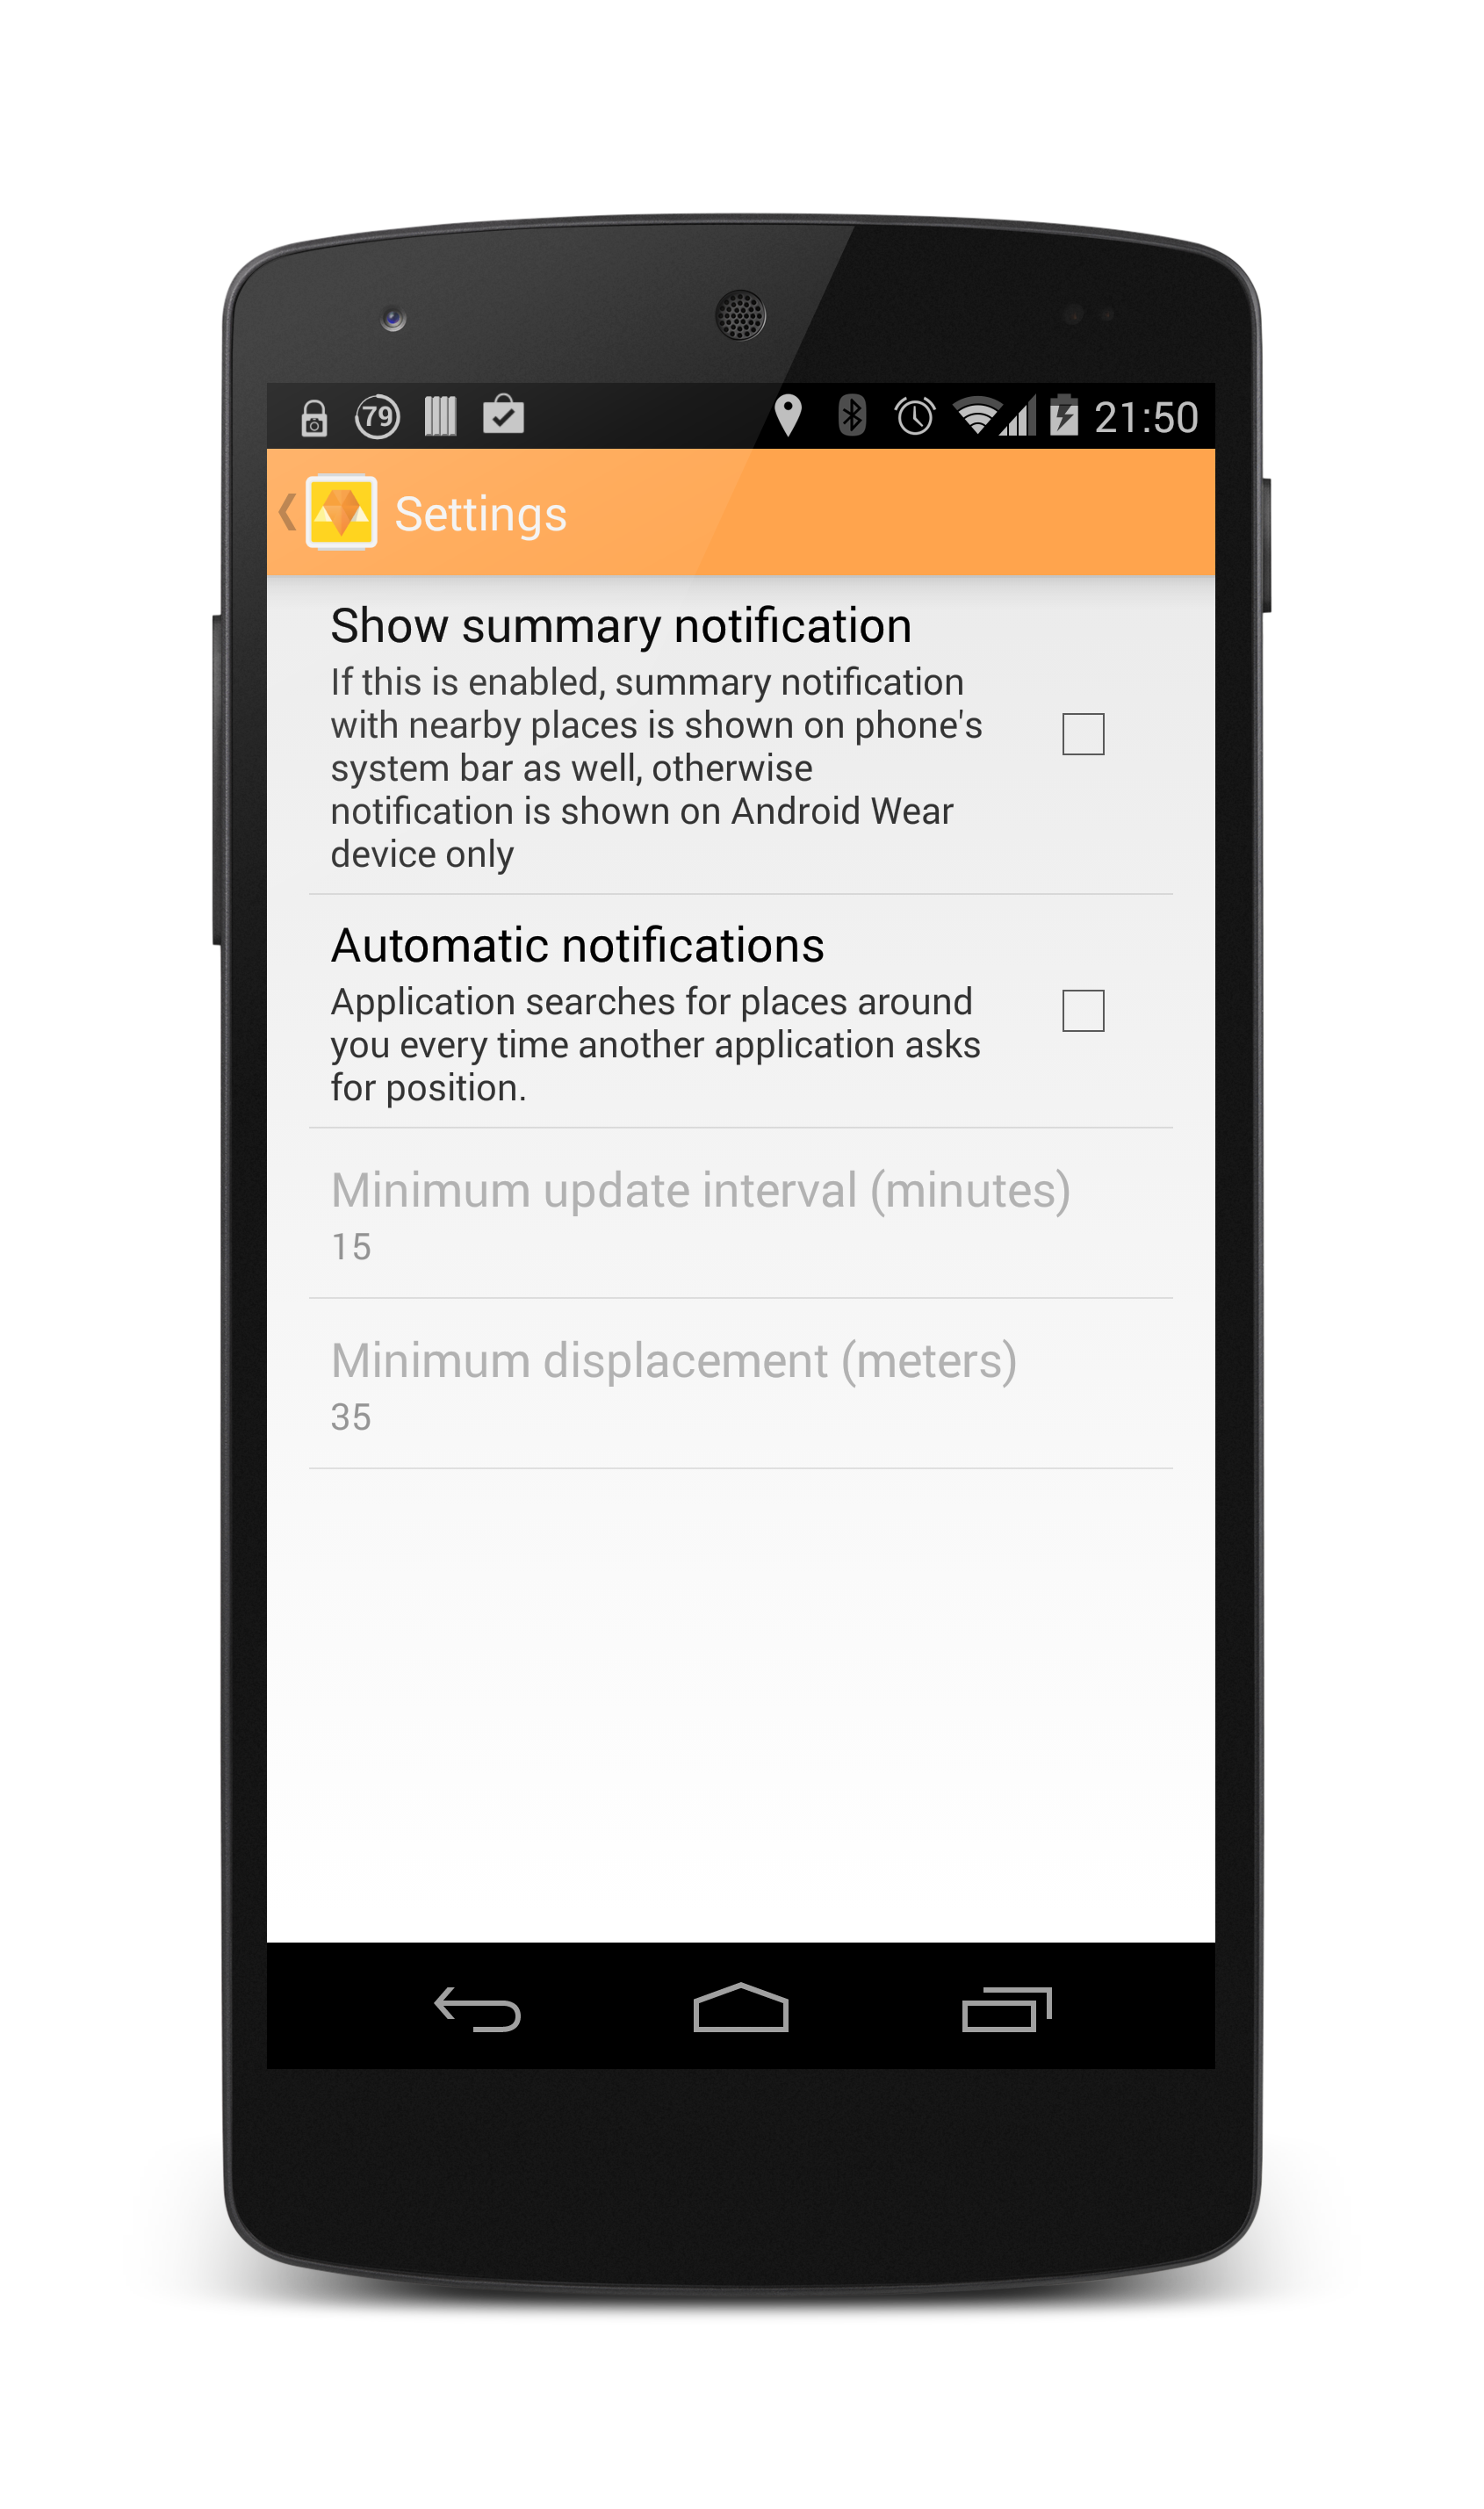 79 21:50
Settings
Show summary notification
If this is enabled, summary notification
with nearby places is shown on phone's
system bar as well, otherwise
notification is shown on Android Wear
device only
Automatic notifications
Application searches for places around
you every time another application asks
for position.
Minimum update interval (minutes)
15
Minimum displacement (meters)
35